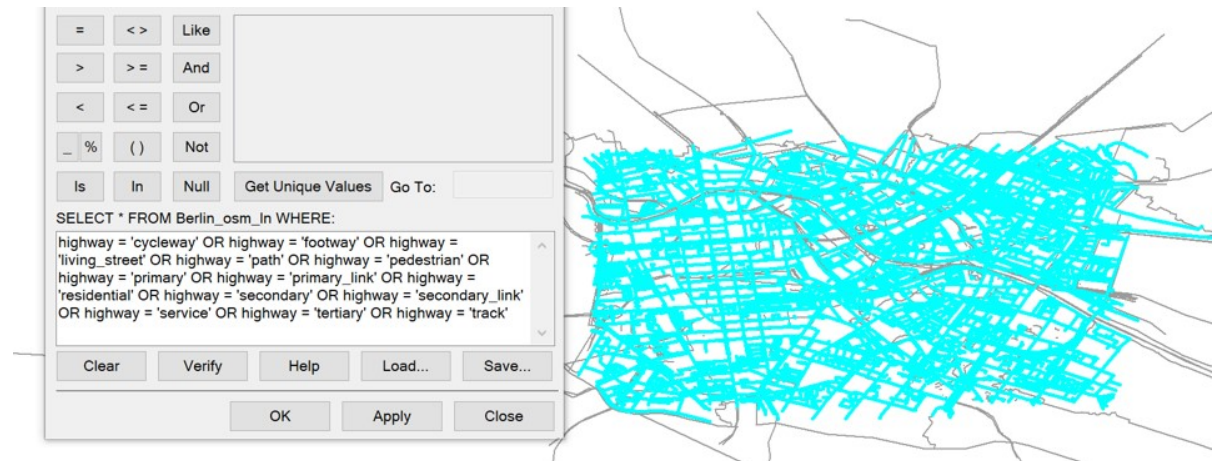 = < > Like
> > = And
< < = Or
_ % ( ) Not
Is In Null Get Unique Values Go To:
SELECT * FROM Berlin_osm_ln WHERE:
highway = 'cycleway' OR highway = 'footway' OR highway =
'living_street' OR highway = 'path' OR highway = 'pedestrian' OR
highway = 'primary' OR highway = 'primary_link' OR highway =
'residential' OR highway = 'secondary' OR highway = 'secondary_link'
OR highway = 'service' OR highway = 'tertiary' OR highway = 'track'
Clear Verify Help Load... Save...
OK Apply Close